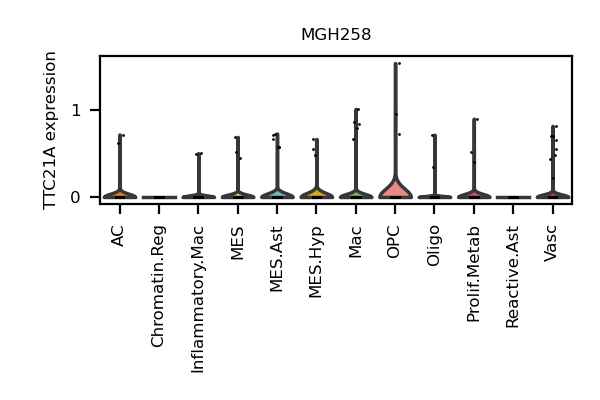 MGH258
TTC21A expression
1
0
AC
Chromatin.Reg
Inflammatory.Mac
MES
MES.Ast
MES.Hyp
Mac
OPC
Oligo
Prolif.Metab
Reactive.Ast
Vasc